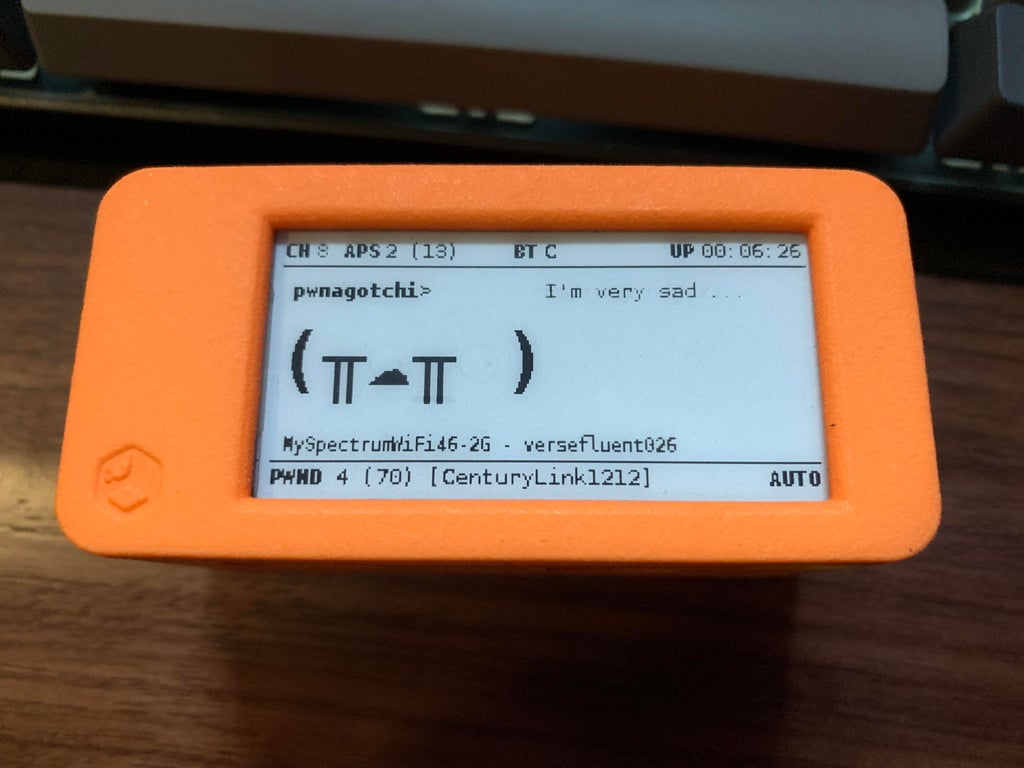 CH 8 APS 2 (13) BT C UP 00:06:26
pwnagotchi> I'm very sad ...
(╥☁╥ )
MySpectrumWiFi46-2G - versefluent026
PWND 4 (70) [CenturyLink1212] AUTO